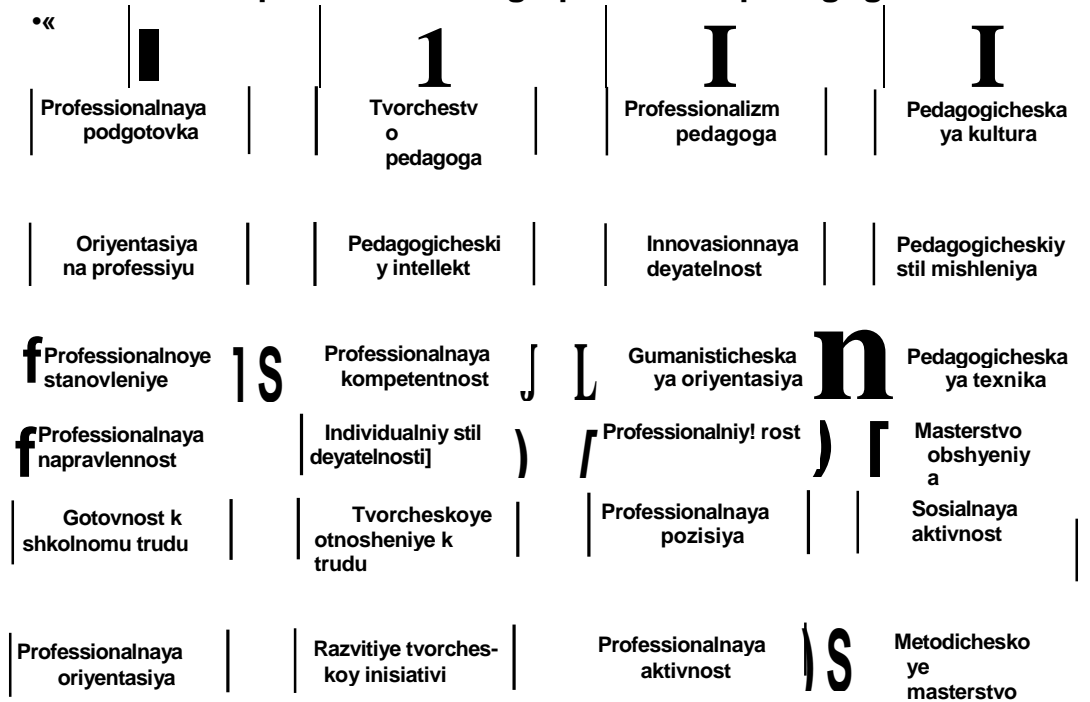 •«
1 I I
Professionalnaya
podgotovka
Tvorchestv
o
pedagoga
Professionalizm
pedagoga
Pedagogicheska
ya kultura
Oriyentasiya
na professiyu
Pedagogicheski
y intellekt
Innovasionnaya
deyatelnost
Pedagogicheskiy
stil mishleniya
f Professionalnoye
stanovleniye
1 S
Professionalnaya
kompetentnost
J L
Gumanisticheska
ya oriyentasiya
n
Pedagogicheska
ya texnika
f Professionalnaya
napravlennost
Individualniy stil
deyatelnosti]
) /
Professionalniy! rost
) [
Masterstvo
obshyeniy
a
Gotovnost k
shkolnomu trudu
Tvorcheskoye
otnosheniye k
trudu
Professionalnaya
pozisiya
Sosialnaya
aktivnost
Professionalnaya
oriyentasiya
Razvitiye tvorches-
koy inisiativi
Professionalnaya
aktivnost
) S
Metodichesko
ye
masterstvo